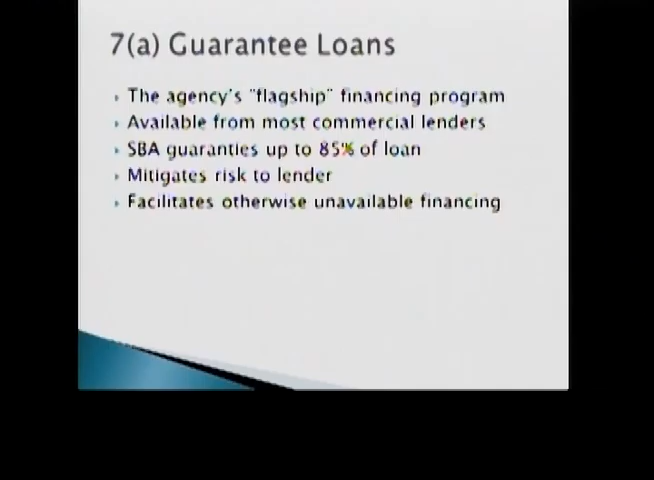 7(a) Guarantee Loans
The agency's "flagship" financing program
Available from most commercial lenders
SBA guaranties up to 85% of loan
Mitigates risk to lender
Facilitates otherwise unavailable financing